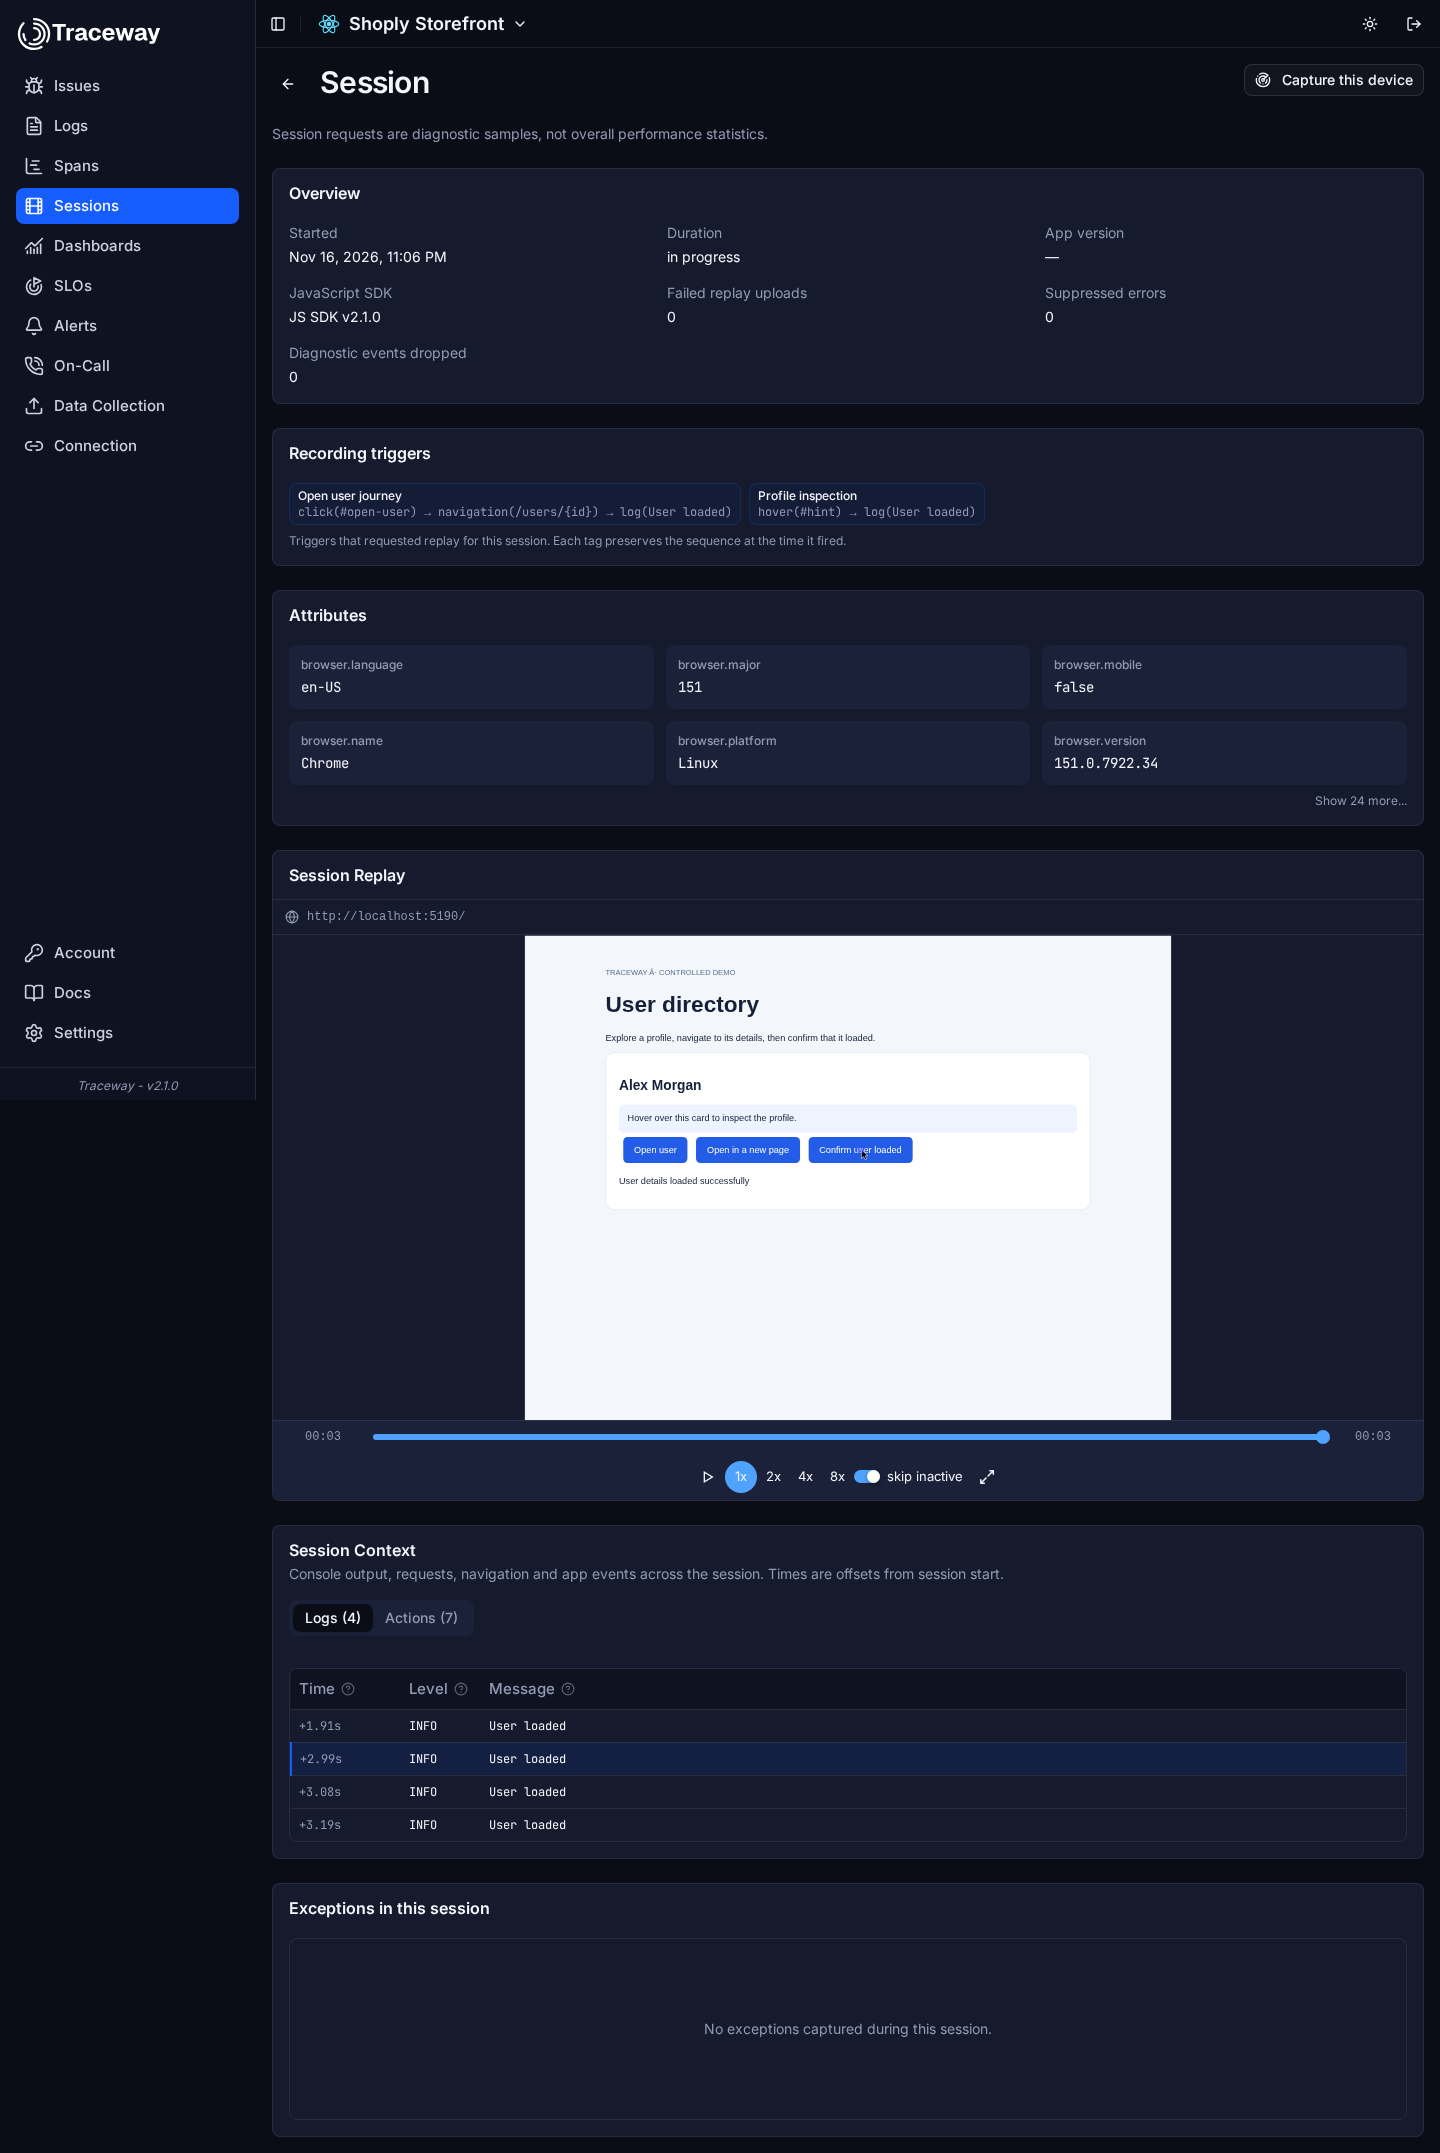 Traceway
Issues
Logs
Spans
Sessions
Dashboards
SLOs
Alerts
On-Call
Data Collection
Connection
Account
Docs
Settings
Traceway - v2.1.0
Shoply Storefront
Session
Capture this device
Session requests are diagnostic samples, not overall performance statistics.
Overview
Started
Nov 16, 2026, 11:06 PM
Duration
in progress
App version
—
JavaScript SDK
JS SDK v2.1.0
Failed replay uploads
0
Suppressed errors
0
Diagnostic events dropped
0
Recording triggers
Open user journey
click(#open-user) → navigation(/users/{id}) → log(User loaded)
Profile inspection
hover(#hint) → log(User loaded)
Triggers that requested replay for this session. Each tag preserves the sequence at the time it fired.
Attributes
browser.language
en-US
browser.major
151
browser.mobile
false
browser.name
Chrome
browser.platform
Linux
browser.version
151.0.7922.34
Show 24 more...
Session Replay
http://localhost:5190/
TRACEWAY Â· CONTROLLED DEMO
User directory
Explore a profile, navigate to its details, then confirm that it loaded.
Alex Morgan
Hover over this card to inspect the profile.
Open user Open in a new page Confirm user loaded
User details loaded successfully
00:03 00:03
1x 2x 4x 8x skip inactive
Session Context
Console output, requests, navigation and app events across the session. Times are offsets from session start.
Logs (4) Actions (7)
Time Level Message
+1.91s INFO User loaded
+2.99s INFO User loaded
+3.08s INFO User loaded
+3.19s INFO User loaded
Exceptions in this session
No exceptions captured during this session.